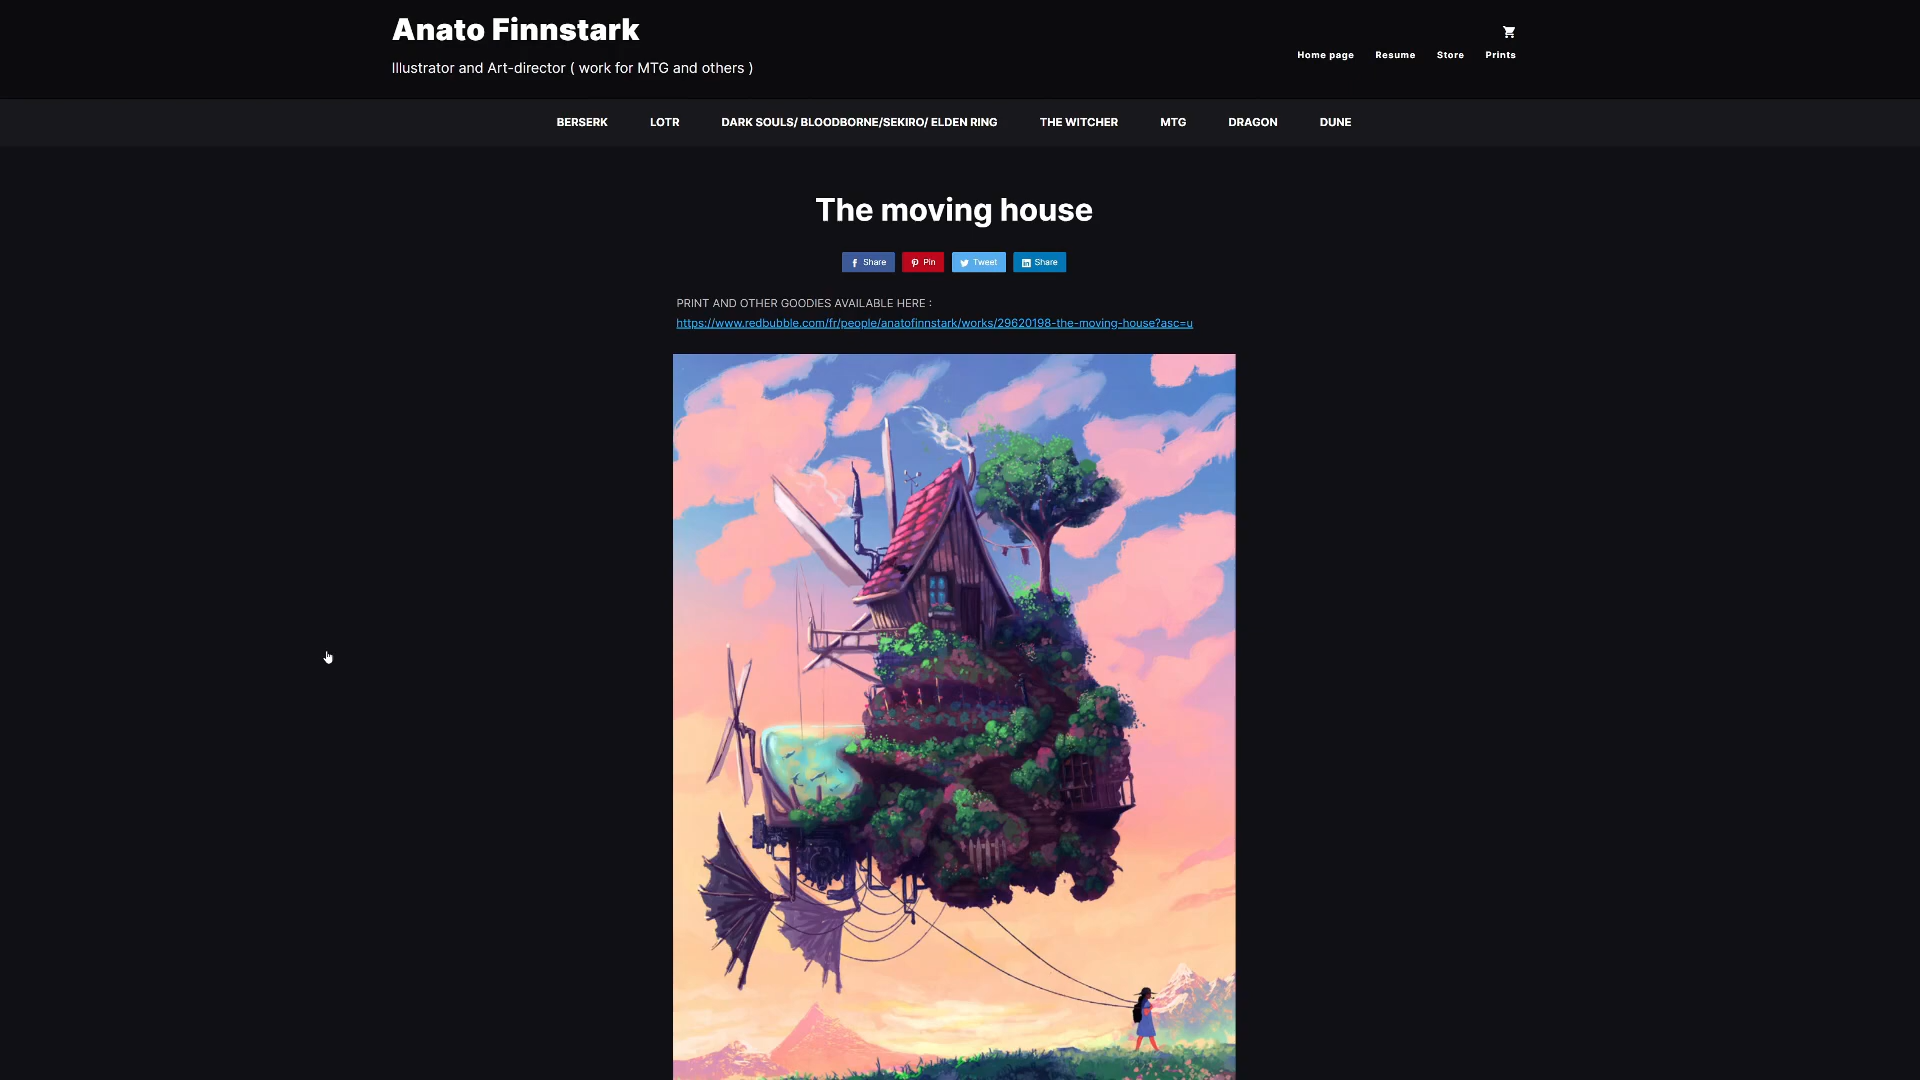 Anato Finnstark
Illustrator and Art-director ( work for MTG and others )
Home page Resume Store Prints
BERSERK LOTR DARK SOULS/ BLOODBORNE/SEKIRO/ ELDEN RING THE WITCHER MTG DRAGON DUNE
The moving house
Share Pin Tweet Share
PRINT AND OTHER GOODIES AVAILABLE HERE :
https://www.redbubble.com/fr/people/anatofinnstark/works/29620198-the-moving-house?asc=u